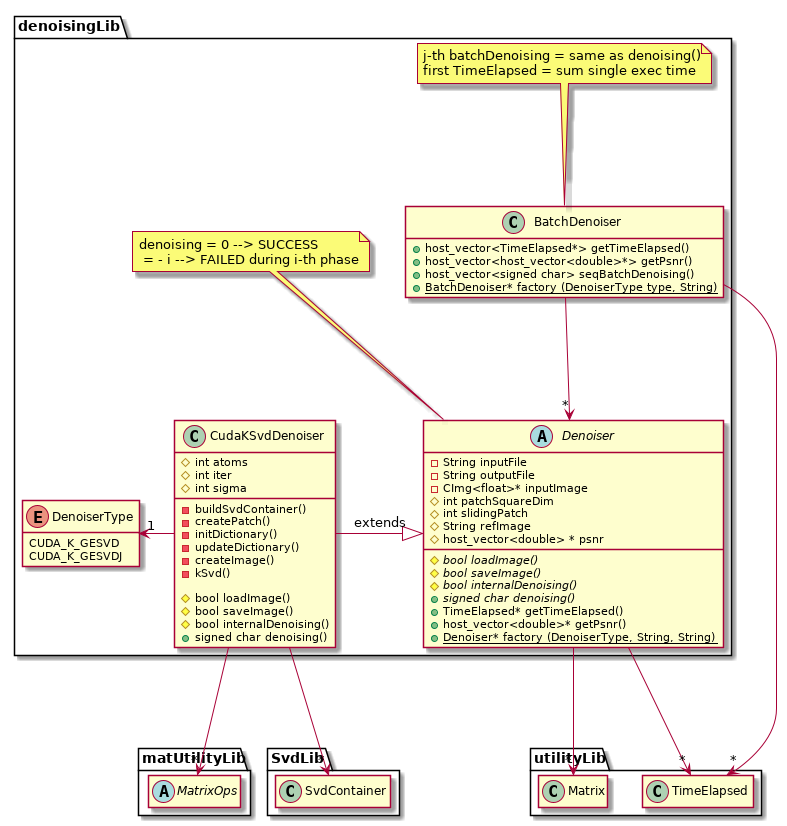 denoisingLib
j-th batchDenoising = same as denoising()
first TimeElapsed = sum single exec time
BatchDenoiser
host_vector<TimeElapsed*> getTimeElapsed()
host_vector<host_vector<double>*> getPsnr()
host_vector<signed char> seqBatchDenoising()
BatchDenoiser* factory (DenoiserType type, String)
denoising = 0 --> SUCCESS
= - i --> FAILED during i-th phase
CudaKSvdDenoiser
int atoms
int iter
int sigma
buildSvdContainer()
createPatch()
initDictionary()
updateDictionary()
createImage()
kSvd()
bool loadImage()
bool saveImage()
bool internalDenoising()
signed char denoising()
*
Denoiser
String inputFile
String outputFile
CImg<float>* inputImage
int patchSquareDim
int slidingPatch
String refImage
host_vector<double> * psnr
bool loadImage()
bool saveImage()
bool internalDenoising()
signed char denoising()
TimeElapsed* getTimeElapsed()
host_vector<double>* getPsnr()
Denoiser* factory (DenoiserType, String, String)
DenoiserType
CUDA_K_GESVD
CUDA_K_GESVDJ
1
extends
matUtilityLib
MatrixOps
SvdLib
SvdContainer
utilityLib
Matrix
*
*
TimeElapsed